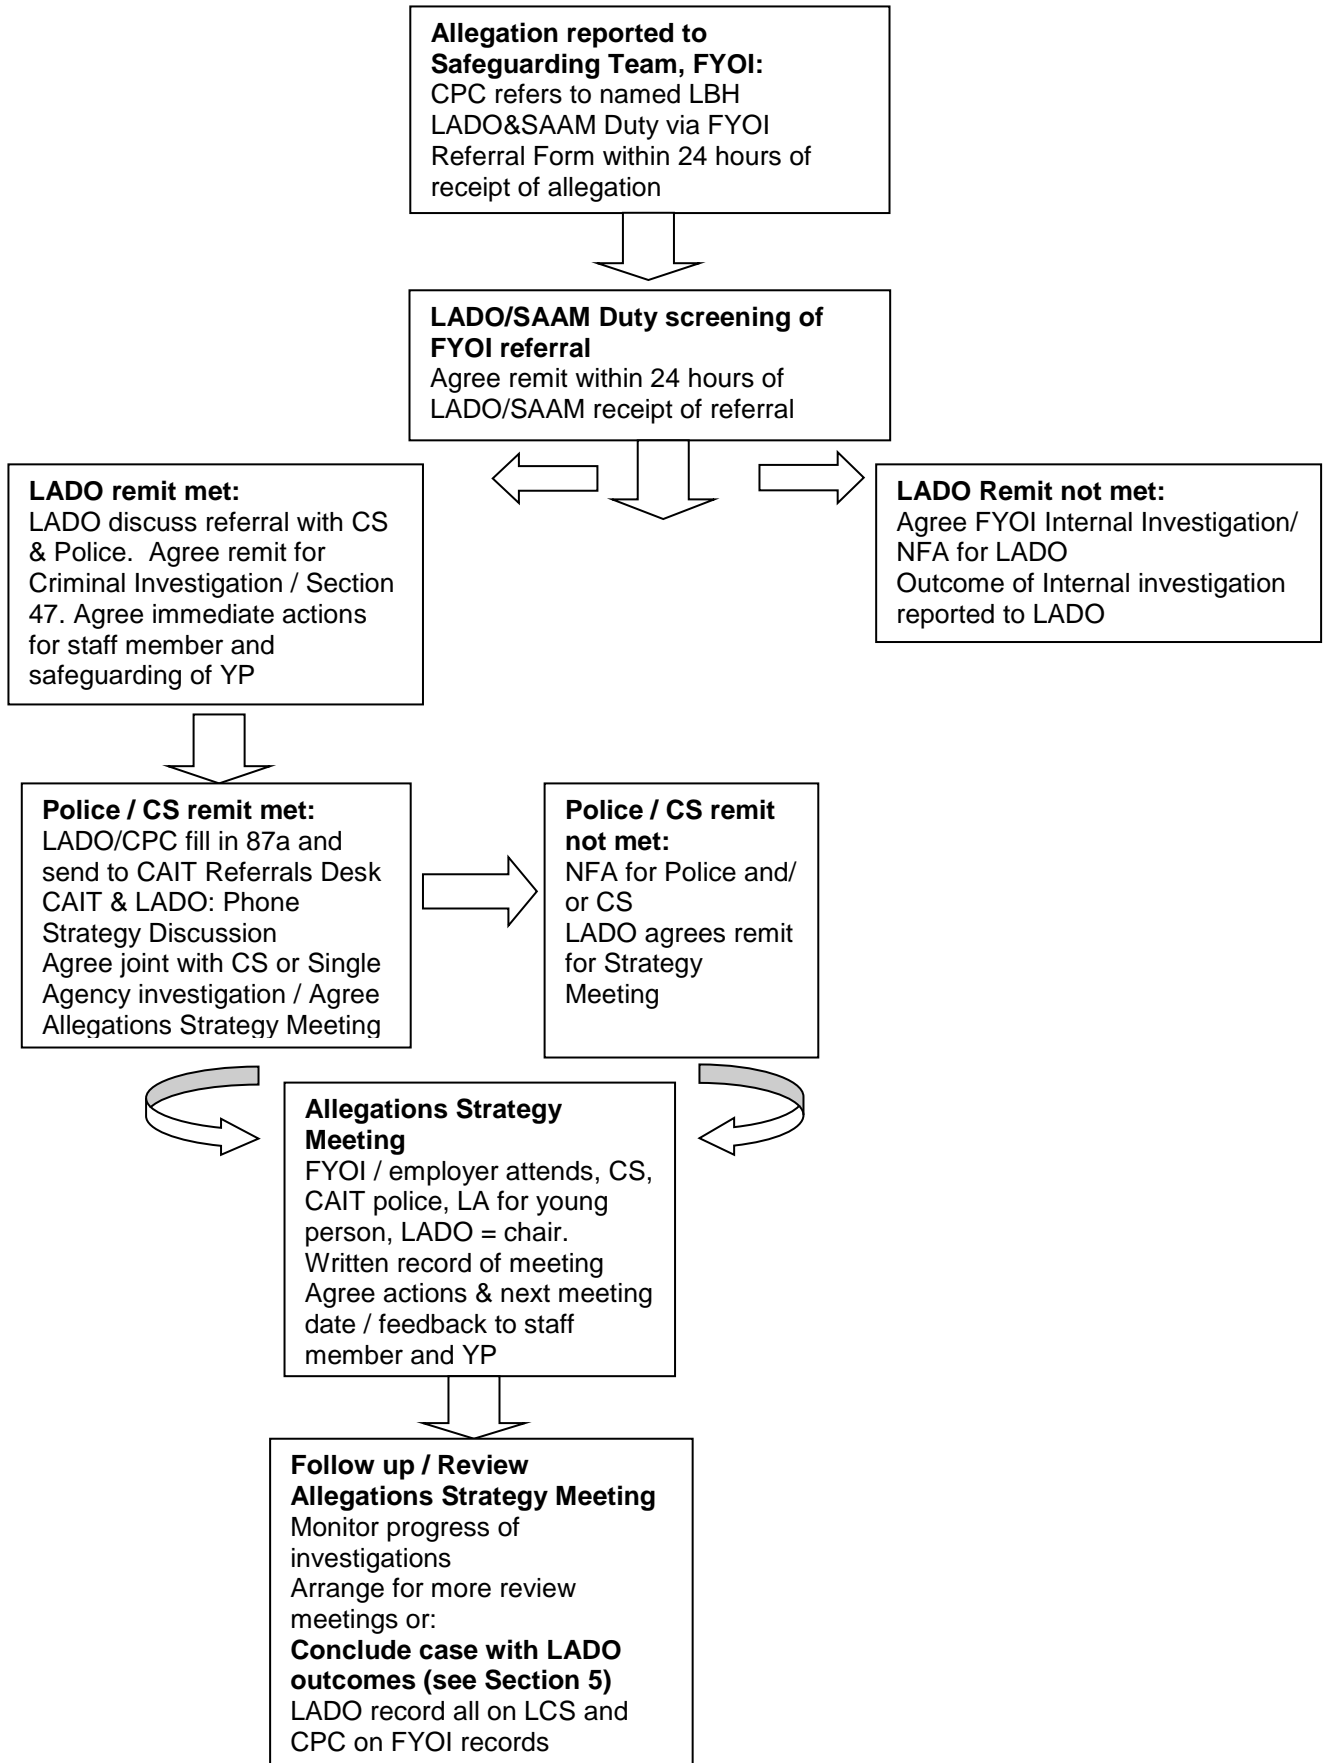 Allegation reported to
Safeguarding Team, FYOI:
CPC refers to named LBH
LADO&SAAM Duty via FYOI
Referral Form within 24 hours of
receipt of allegation
LADO/SAAM Duty screening of
FYOI referral
Agree remit within 24 hours of
LADO/SAAM receipt of referral
LADO remit met:
LADO discuss referral with CS
& Police. Agree remit for
Criminal Investigation / Section
47. Agree immediate actions
for staff member and
safeguarding of YP
LADO Remit not met:
Agree FYOI Internal Investigation/
NFA for LADO
Outcome of Internal investigation
reported to LADO
Police / CS remit met:
LADO/CPC fill in 87a and
send to CAIT Referrals Desk
CAIT & LADO: Phone
Strategy Discussion
Agree joint with CS or Single
Agency investigation / Agree
Allegations Strategy Meeting
Police / CS remit
not met:
NFA for Police and/
or CS
LADO agrees remit
for Strategy
Meeting
Allegations Strategy
Meeting
FYOI / employer attends, CS,
CAIT police, LA for young
person, LADO = chair.
Written record of meeting
Agree actions & next meeting
date / feedback to staff
member and YP
Follow up / Review
Allegations Strategy Meeting
Monitor progress of
investigations
Arrange for more review
meetings or:
Conclude case with LADO
outcomes (see Section 5)
LADO record all on LCS and
CPC on FYOI records